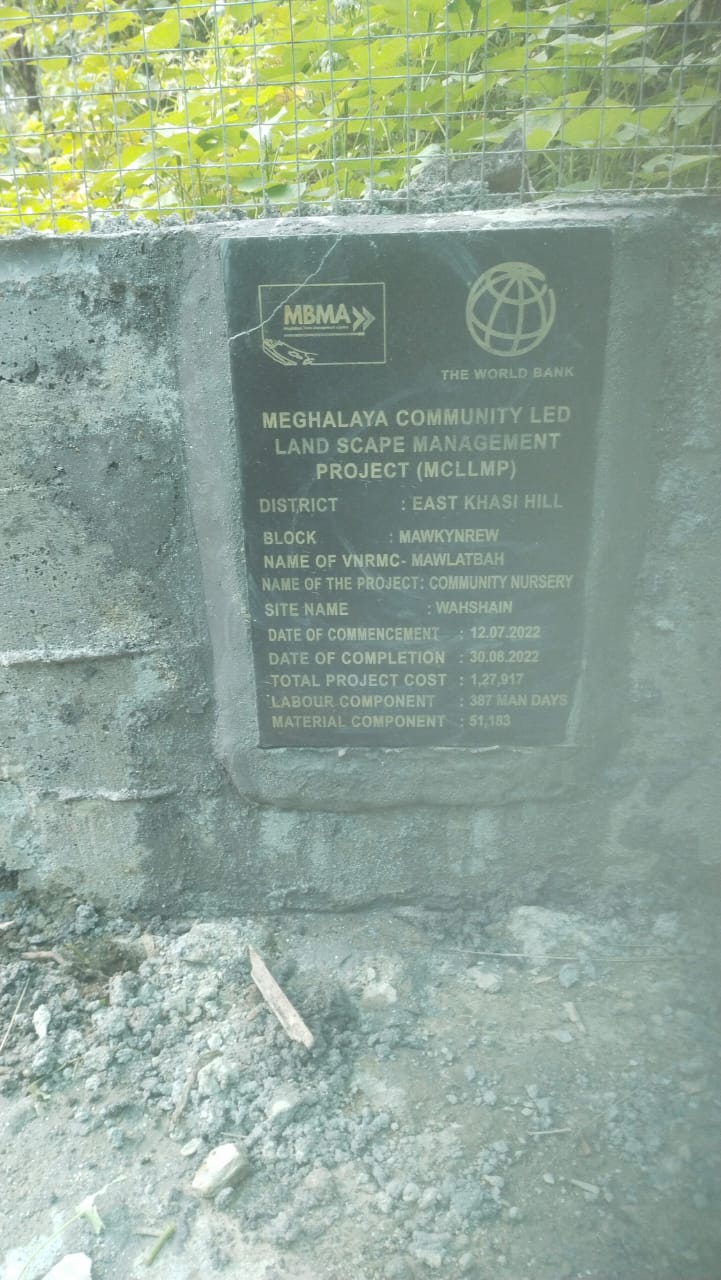 MBMA
THE WORLD BANK
MEGHALAYA COMMUNITY LED
LAND SCAPE MANAGEMENT
PROJECT (MCLLMP)
DISTRICT : EAST KHASI HILL
BLOCK : MAWKYNREW
NAME OF VNRMC- MAWLATBAH
NAME OF THE PROJECT: COMMUNITY NURSERY
SITE NAME : WAHSHAIN
DATE OF COMMENCEMENT : 12.07.2022
DATE OF COMPLETION : 30.08.2022
TOTAL PROJECT COST : 1,27,917
LABOUR COMPONENT : 387 MAN DAYS
MATERIAL COMPONENT : 51,183